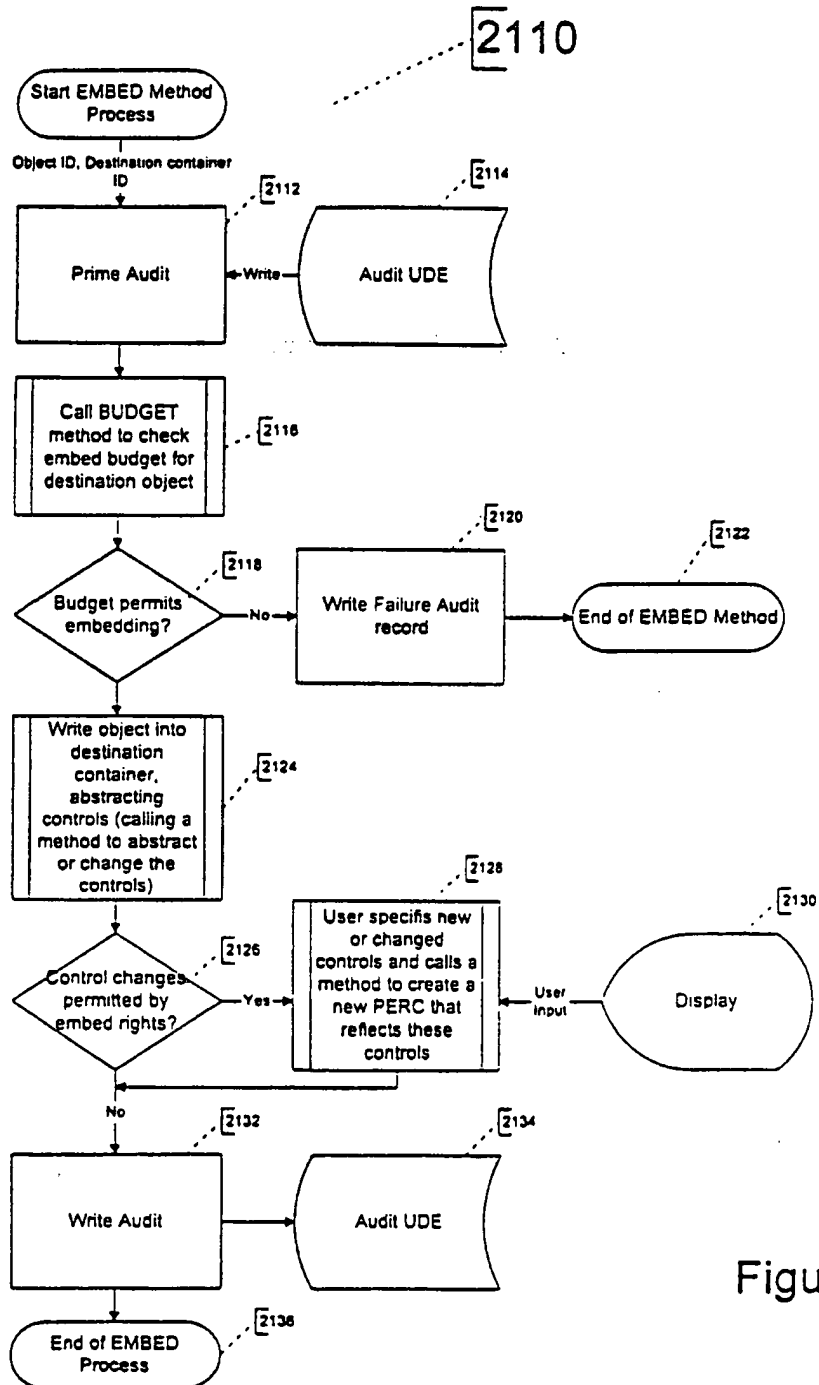 2110
Start EMBED Method
Process
Object ID, Destination container
ID
2112
2114
Prime Audit
Write
Audit UDE
Call BUDGET
method to check
embed budget for
destination object
2116
2118
2120
2122
Budget permits
embedding?
No
Write Failure Audit
record
End of EMBED Method
Write object into
destination
container,
abstracting
controls (calling a
method to abstract
or change the
controls)
2124
2126
2128
2130
Control changes
permitted by
embed rights?
Yes
User specifis new
or changed
controls and calls a
method to create a
new PERC that
reflects these
controls
User
Input
Display
No
2132
2134
Write Audit
Audit UDE
Figu
End of EMBED
Process
2136